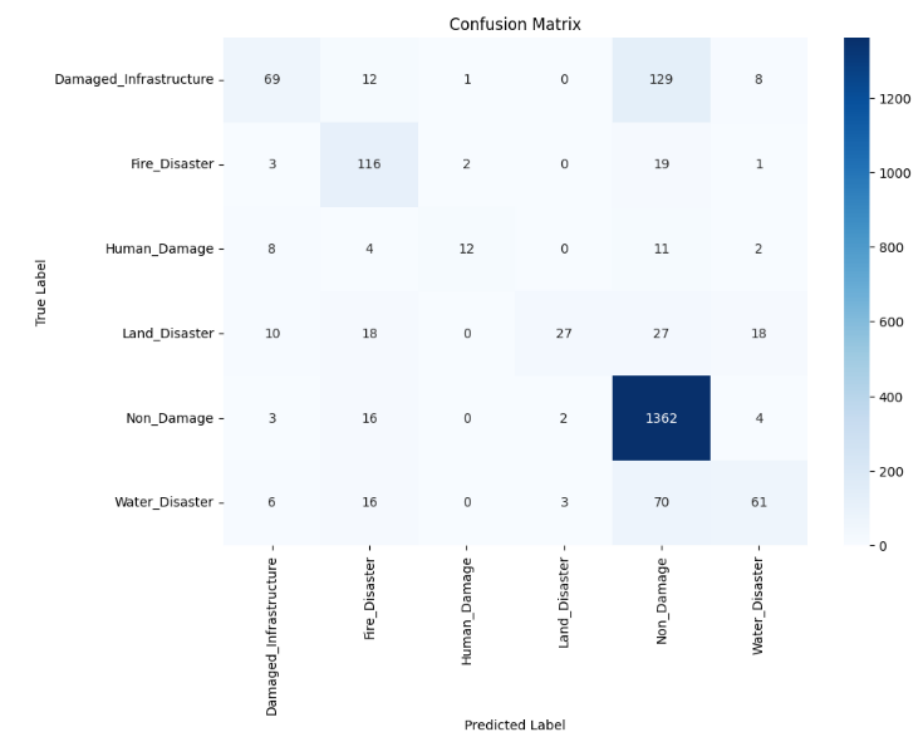 Confusion Matrix
Damaged_Infrastructure 69 12 1 0 129 8
Fire_Disaster 3 116 2 0 19 1
Human_Damage 8 4 12 0 11 2
Land_Disaster 10 18 0 27 27 18
Non_Damage 3 16 0 2 1362 4
Water_Disaster 6 16 0 3 70 61
True Label
Damaged_Infrastructure
Fire_Disaster
Human_Damage
Land_Disaster
Non_Damage
Water_Disaster
Predicted Label
1200
1000
800
600
400
200
0